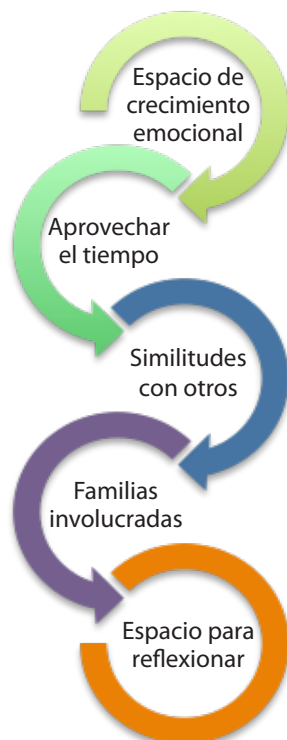 Espacio de
crecimiento
emocional
Aprovechar
el tiempo
Similitudes
con otros
Familias
involucradas
Espacio para
reflexionar